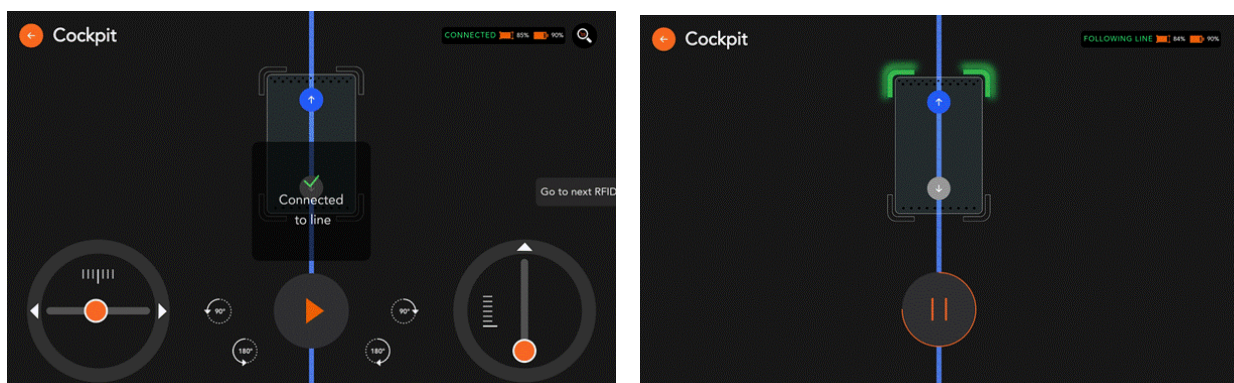 Cockpit
CONNECTED 85% 90%
Connected
to line
Go to next RFID
90° 90°
180° 180°
Cockpit
FOLLOWING LINE 84% 90%